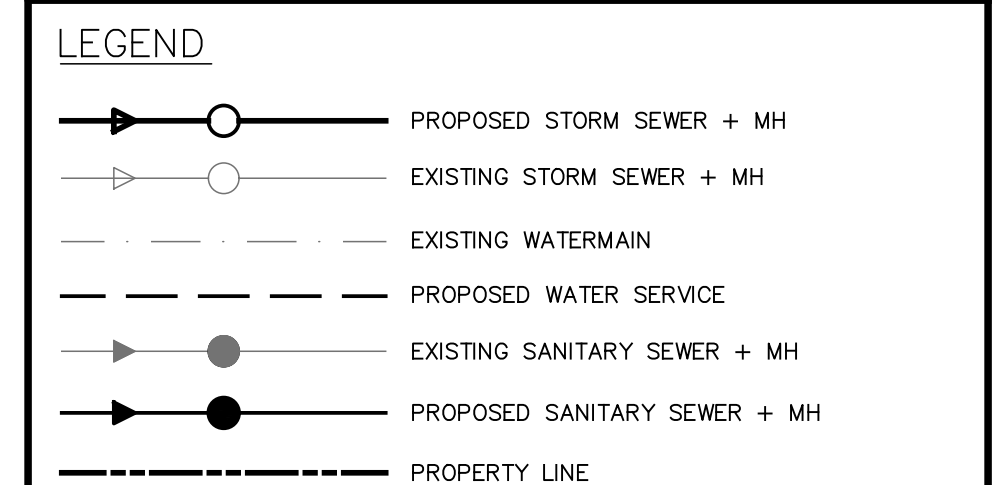 LEGEND
PROPOSED STORM SEWER + MH
EXISTING STORM SEWER + MH
EXISTING WATERMAIN
PROPOSED WATER SERVICE
EXISTING SANITARY SEWER + MH
PROPOSED SANITARY SEWER + MH
PROPERTY LINE